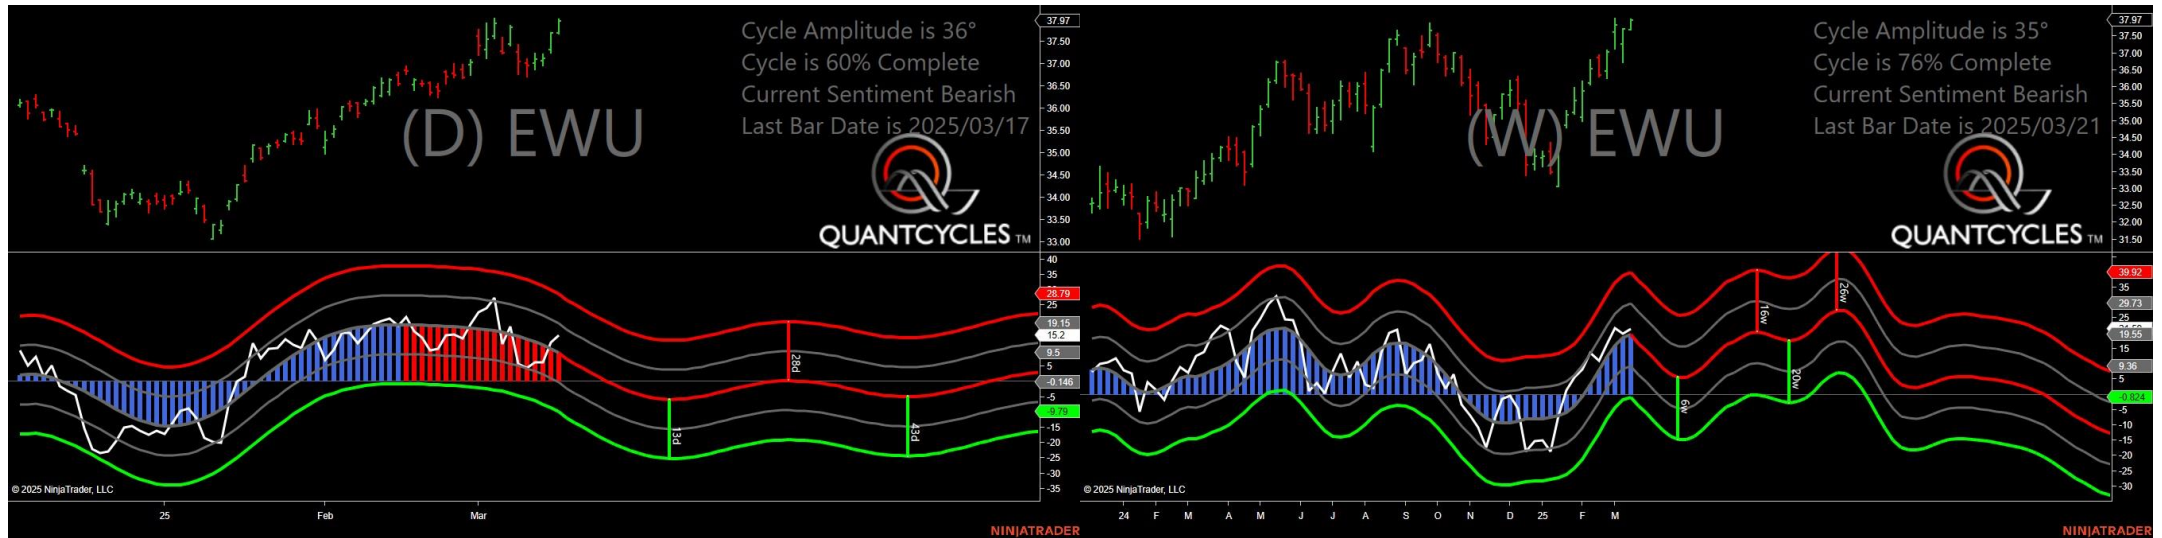 (D) EWU
Cycle Amplitude is 36°
Cycle is 60% Complete
Current Sentiment Bearish
Last Bar Date is 2025/03/17
QUANTCYCLES TM
37.97
37.50
37.00
36.50
36.00
35.50
35.00
34.50
34.00
33.50
33.00
40
35
28.79
25
19.15
15.2
9.5
5
-0.146
-5
-9.79
-15
-20
-25
-30
-35
13d
28d
43d
© 2025 NinjaTrader, LLC
25
Feb
Mar
NINJATRADER
(W) EWU
Cycle Amplitude is 35°
Cycle is 76% Complete
Current Sentiment Bearish
Last Bar Date is 2025/03/21
QUANTCYCLES TM
37.97
37.50
37.00
36.50
36.00
35.50
35.00
34.50
34.00
33.50
33.00
32.50
32.00
31.50
39.92
35
29.73
25
19.55
15
9.36
5
-0.824
-5
-10
-15
-20
-25
-30
6w
16w
20w
26w
© 2025 NinjaTrader, LLC
24 F M A M J J A S O N D 25 F M
NINJATRADER